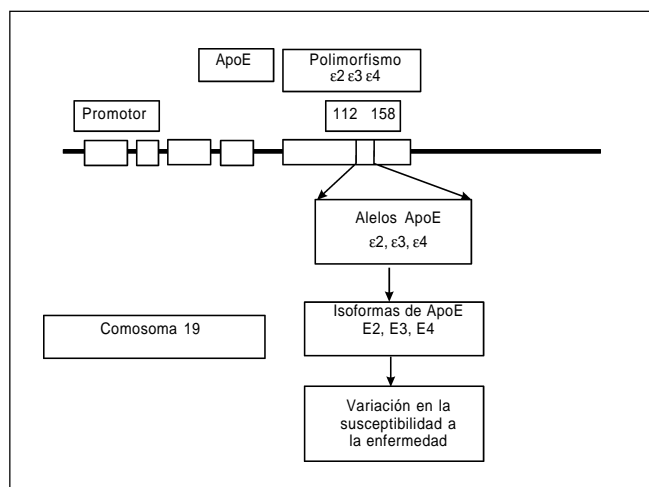 ApoE
Polimorfismo
ε2 ε3 ε4
Promotor
112 158
Alelos ApoE
ε2, ε3, ε4
Isoformas de ApoE
E2, E3, E4
Comosoma 19
Variación en la
susceptibilidad a
la enfermedad